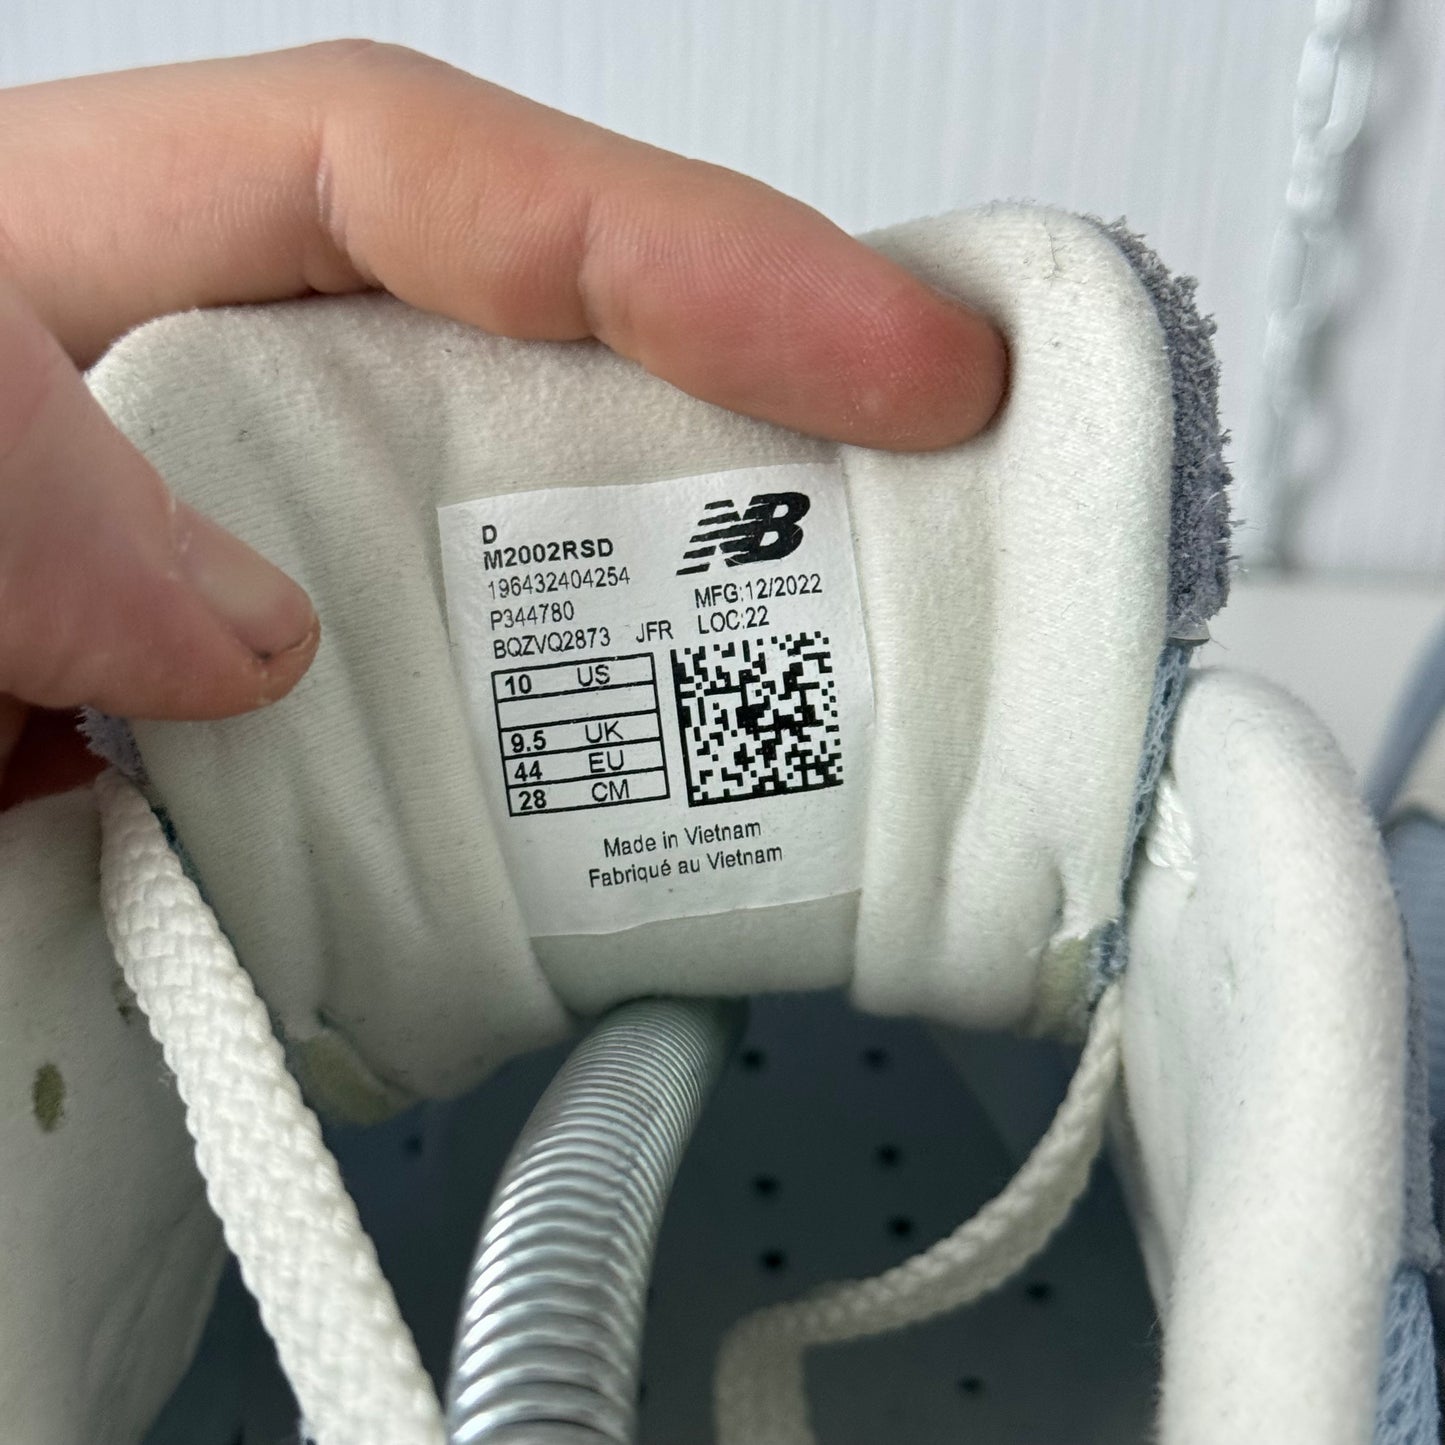 D
M2002RSD
196432404254
P344780
BQZVQ2873 JFR
NB
MFG:12/2022
LOC:22
10 US
9.5 UK
44 EU
28 CM
Made in Vietnam
Fabriqué au Vietnam